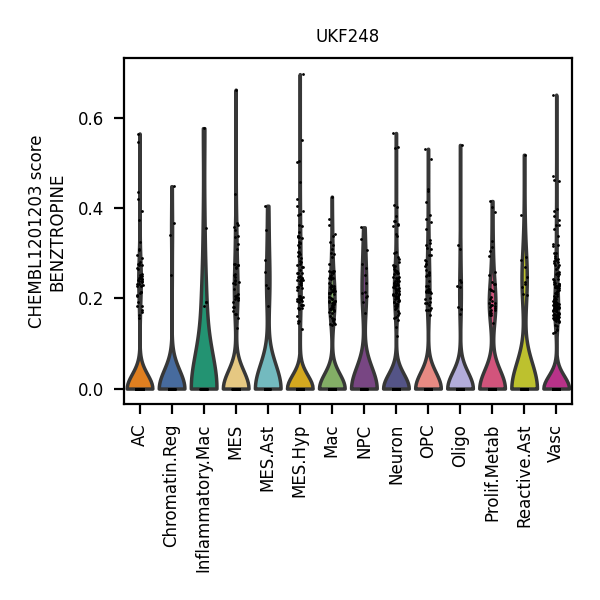 UKF248
CHEMBL1201203 score
BENZTROPINE
0.6
0.4
0.2
0.0
AC
Chromatin.Reg
Inflammatory.Mac
MES
MES.Ast
MES.Hyp
Mac
NPC
Neuron
OPC
Oligo
Prolif.Metab
Reactive.Ast
Vasc